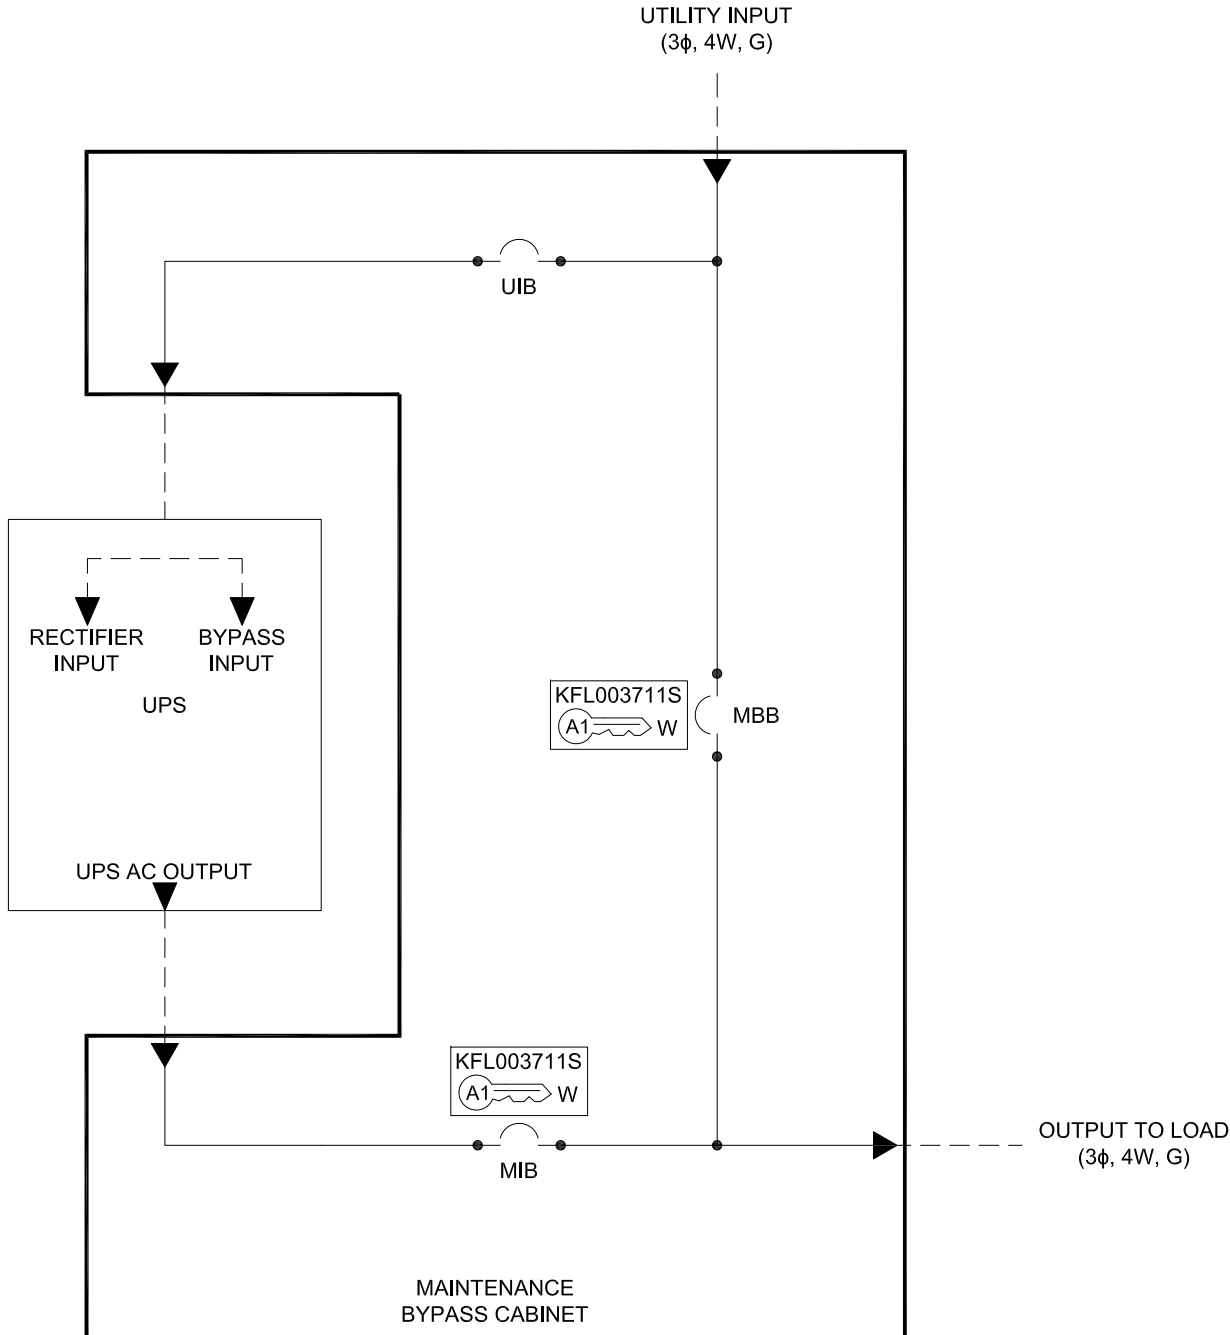 UTILITY INPUT
(3ϕ, 4W, G)
UIB
RECTIFIER
INPUT
BYPASS
INPUT
UPS
KFL003711S
A1 W
MBB
UPS AC OUTPUT
KFL003711S
A1 W
MIB
OUTPUT TO LOAD
(3ϕ, 4W, G)
MAINTENANCE
BYPASS CABINET